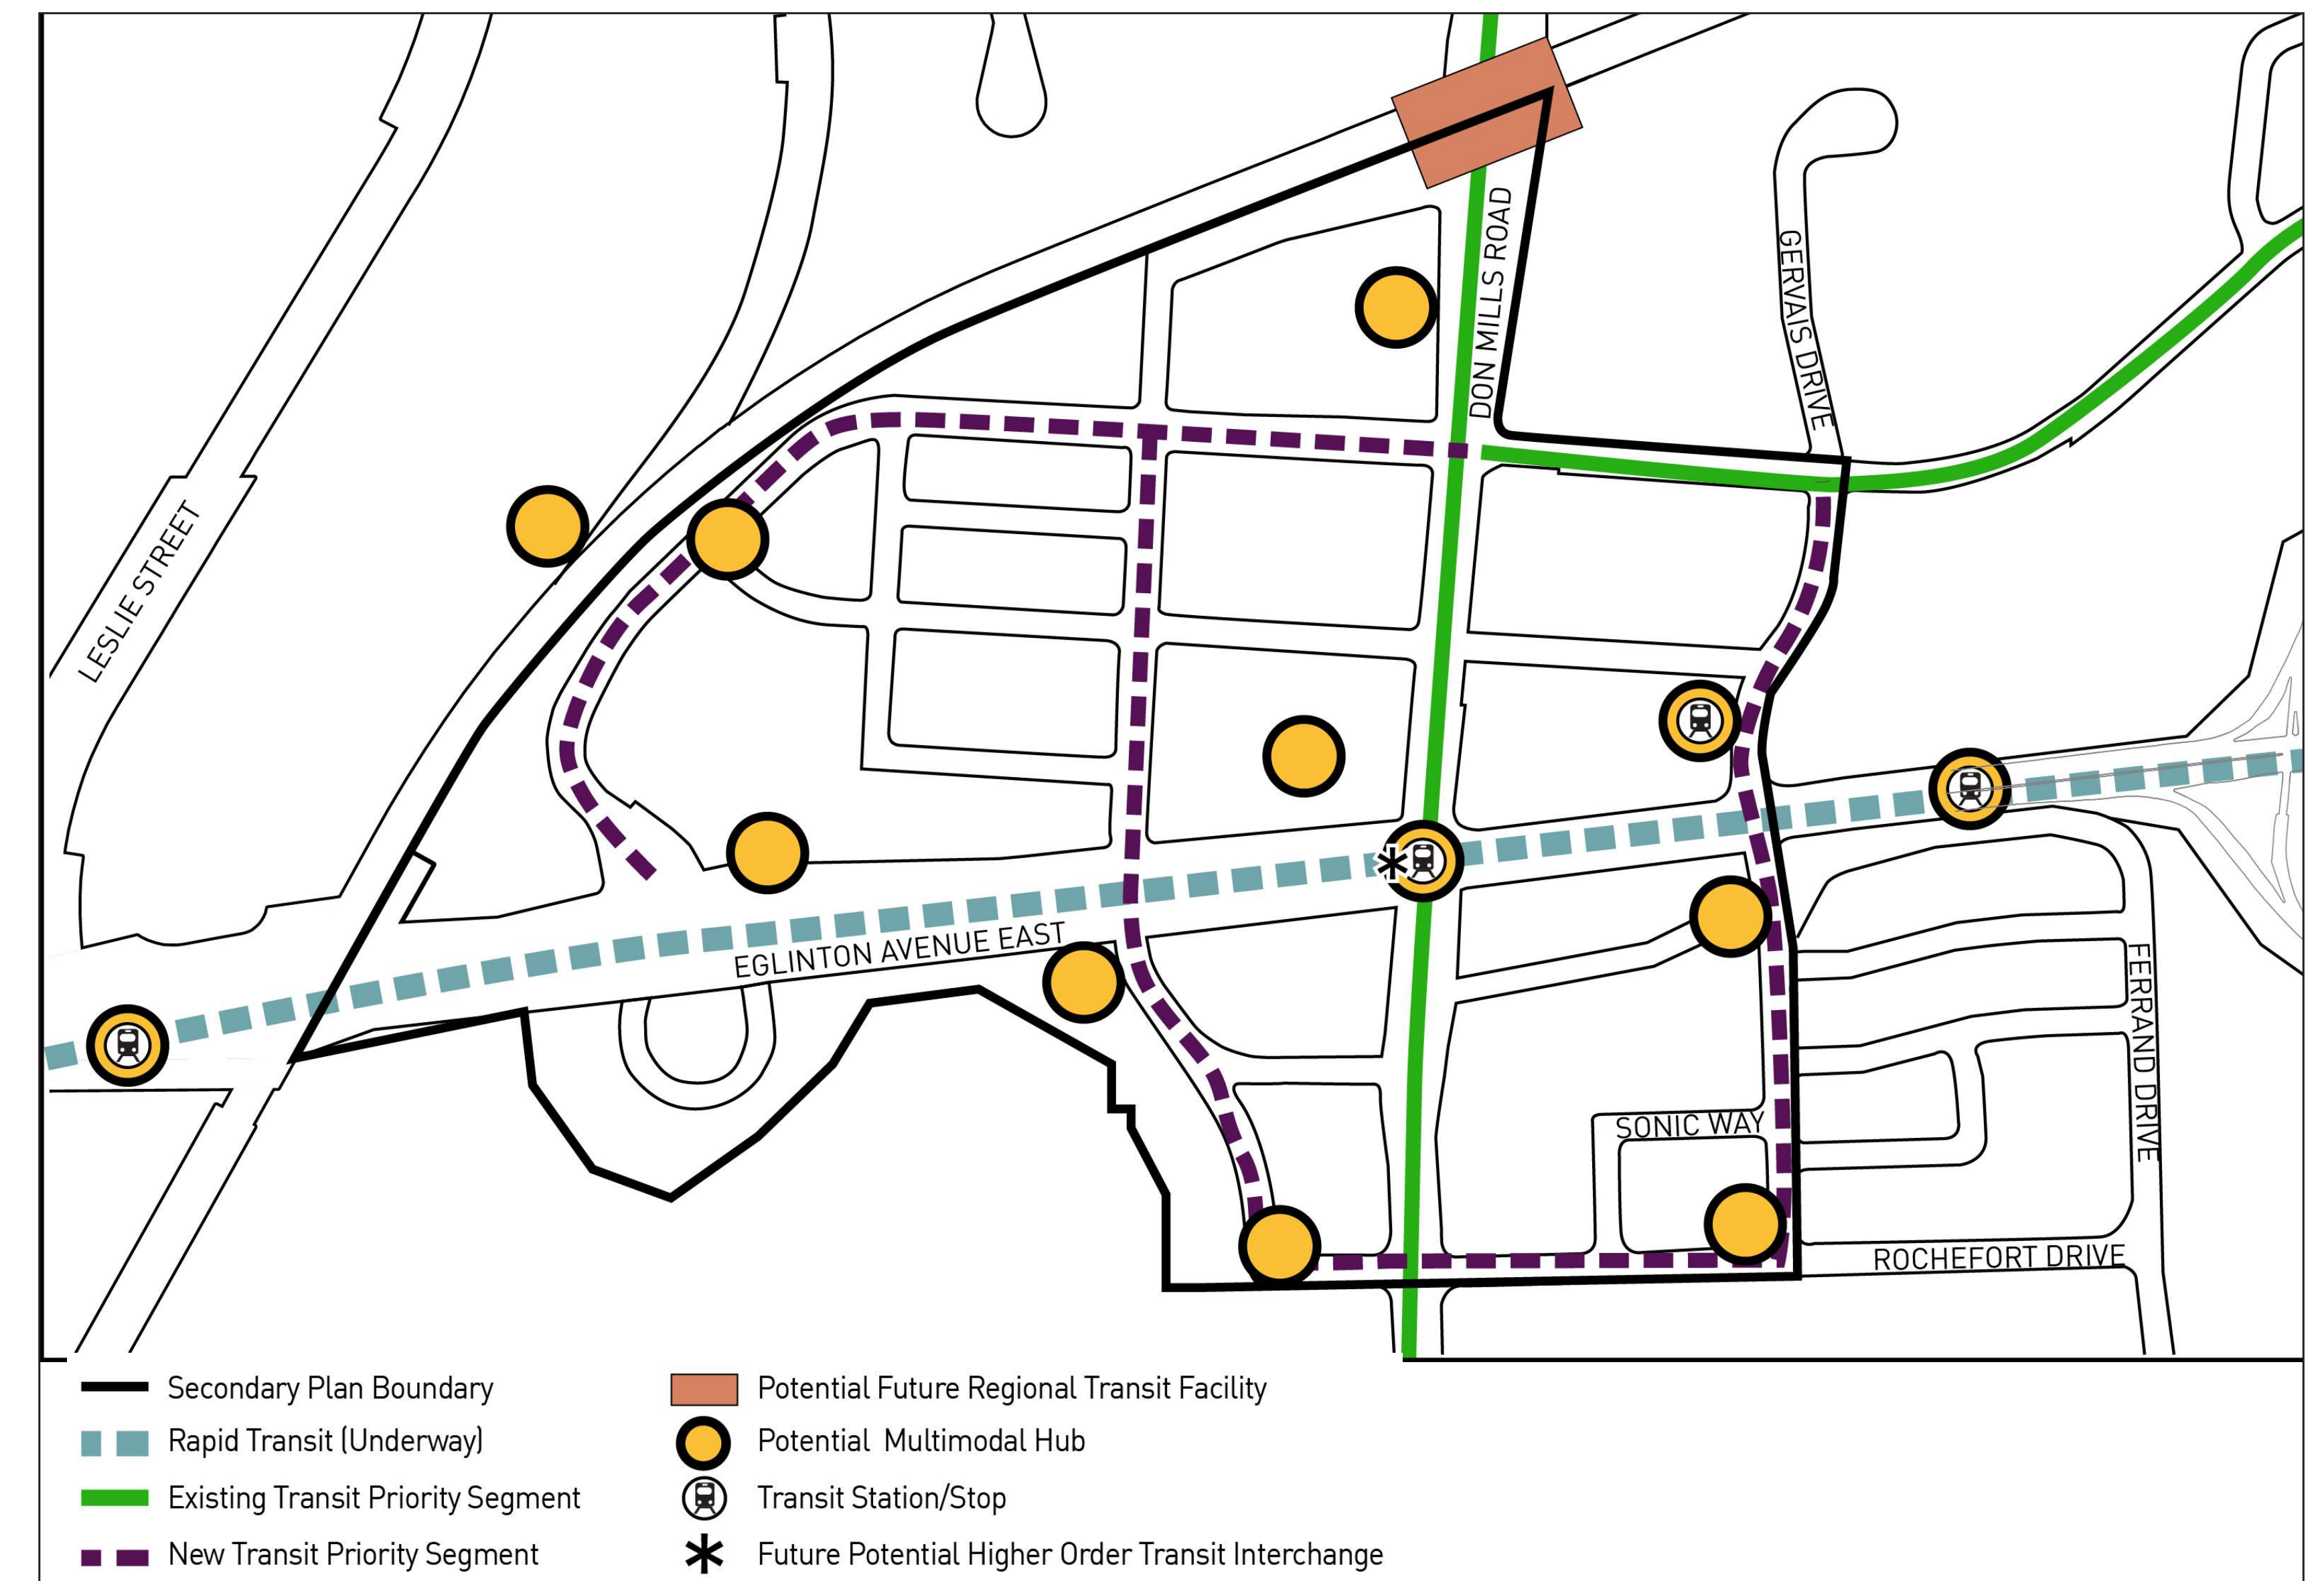 DON MILLS ROAD
GERVAIS DRIVE
LESLIE STREET
EGLINTON AVENUE EAST
FERRAND DRIVE
SONIC WAY
ROCHEFORT DRIVE
Secondary Plan Boundary
Rapid Transit (Underway)
Existing Transit Priority Segment
New Transit Priority Segment
Potential Future Regional Transit Facility
Potential Multimodal Hub
Transit Station/Stop
Future Potential Higher Order Transit Interchange